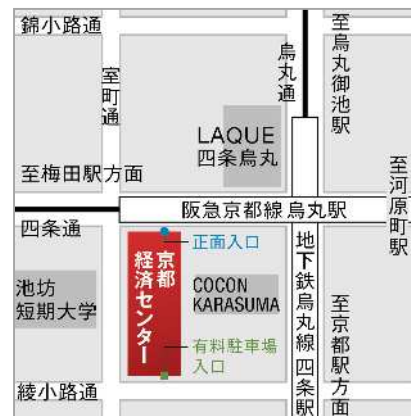 錦小路通
室町通
烏丸通
至烏丸御池駅
LAQUE
四条烏丸
至梅田駅方面
至河原町駅
阪急京都線 烏丸駅
四条通
正面入口
京都
経済センター
池坊
短期大学
COCON
KARASUMA
地下鉄烏丸線 四条駅
至京都駅方面
有料駐車場
入口
綾小路通